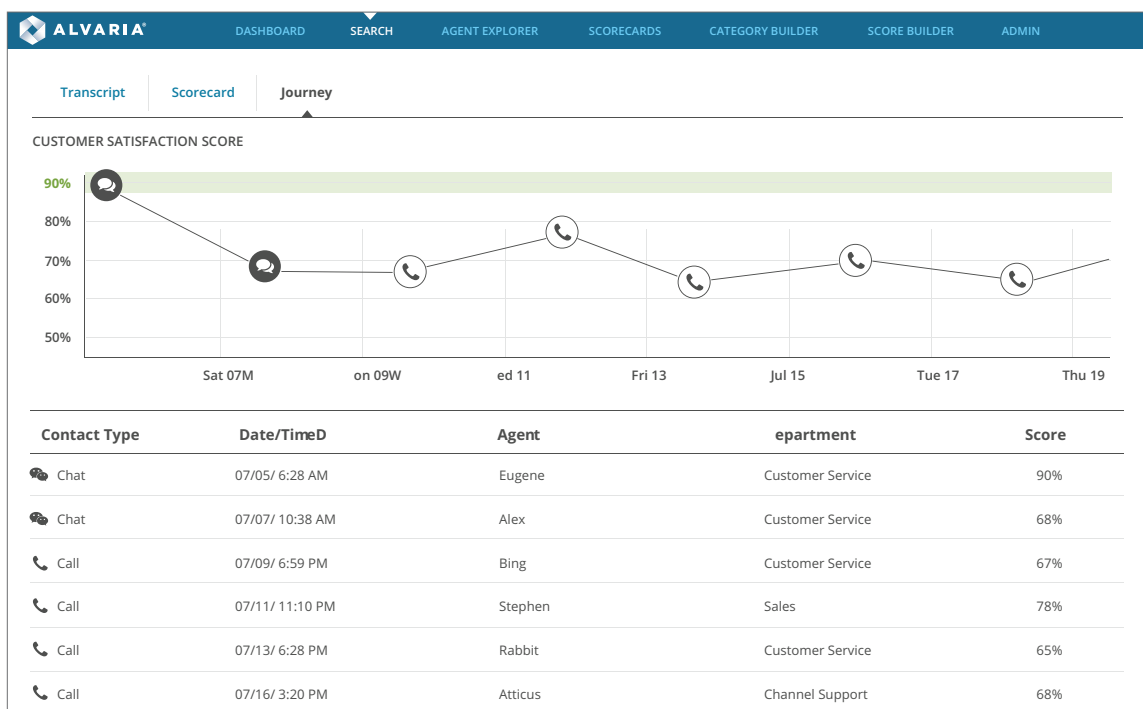 ALVARIA® DASHBOARD SEARCH AGENT EXPLORER SCORECARDS CATEGORY BUILDER SCORE BUILDER ADMIN
Transcript Scorecard Journey
CUSTOMER SATISFACTION SCORE
90%
80%
70%
60%
50%
Sat 07M on 09W ed 11 Fri 13 Jul 15 Tue 17 Thu 19
Contact Type Date/TimeD Agent epartment Score
Chat 07/05/ 6:28 AM Eugene Customer Service 90%
Chat 07/07/ 10:38 AM Alex Customer Service 68%
Call 07/09/ 6:59 PM Bing Customer Service 67%
Call 07/11/ 11:10 PM Stephen Sales 78%
Call 07/13/ 6:28 PM Rabbit Customer Service 65%
Call 07/16/ 3:20 PM Atticus Channel Support 68%